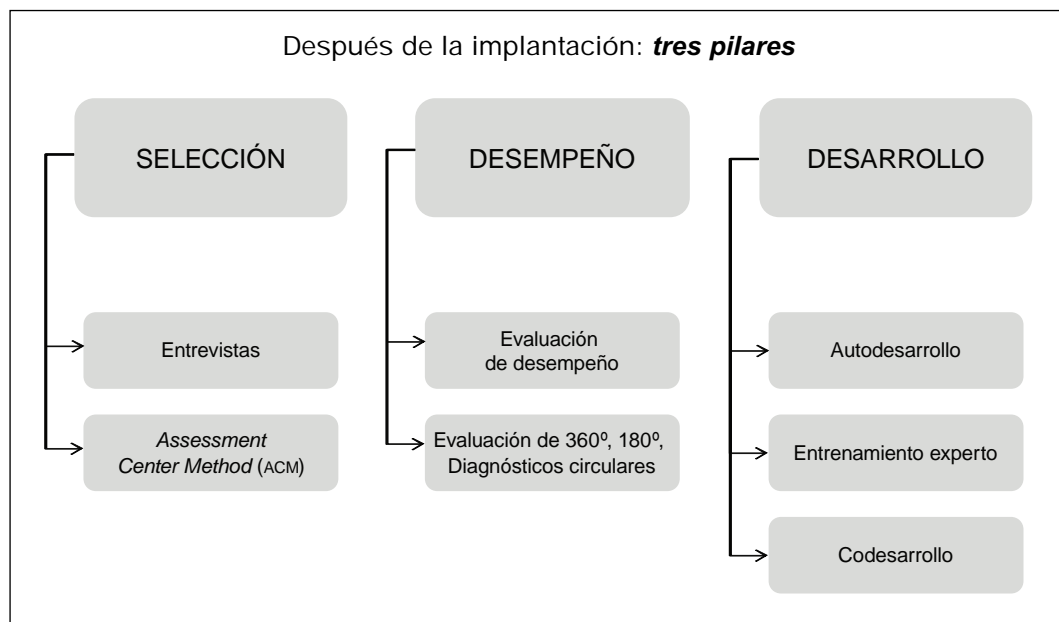 Después de la implantación: tres pilares
SELECCIÓN
Entrevistas
Assessment
Center Method (ACM)
DESEMPEÑO
Evaluación
de desempeño
Evaluación de 360º, 180º,
Diagnósticos circulares
DESARROLLO
Autodesarrollo
Entrenamiento experto
Codesarrollo